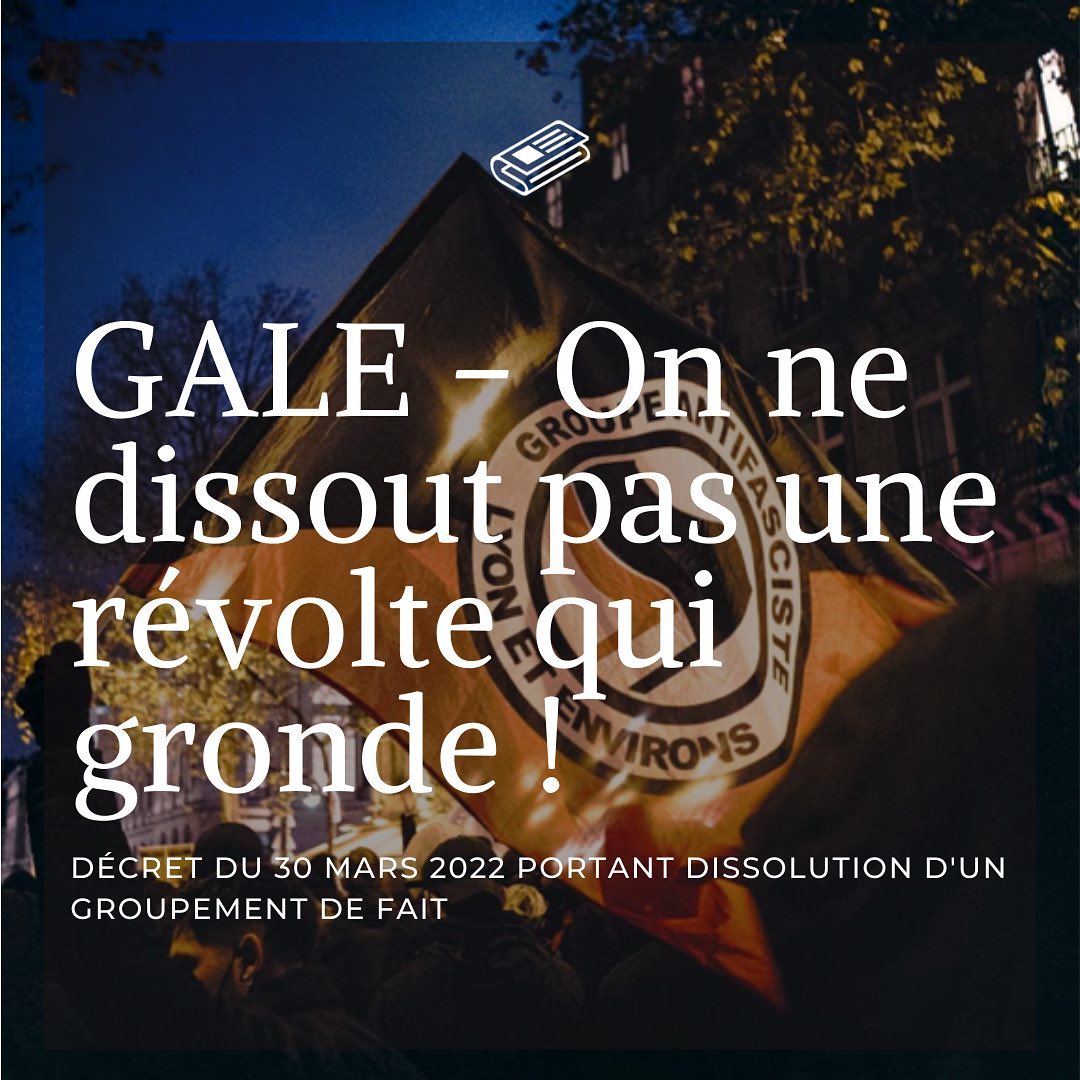 GALE – On ne
dissout pas une
révolte qui
gronde !
DÉCRET DU 30 MARS 2022 PORTANT DISSOLUTION D'UN
GROUPEMENT DE FAIT
GROUPE ANTIFASCISTE
LYON ET ENVIRONS